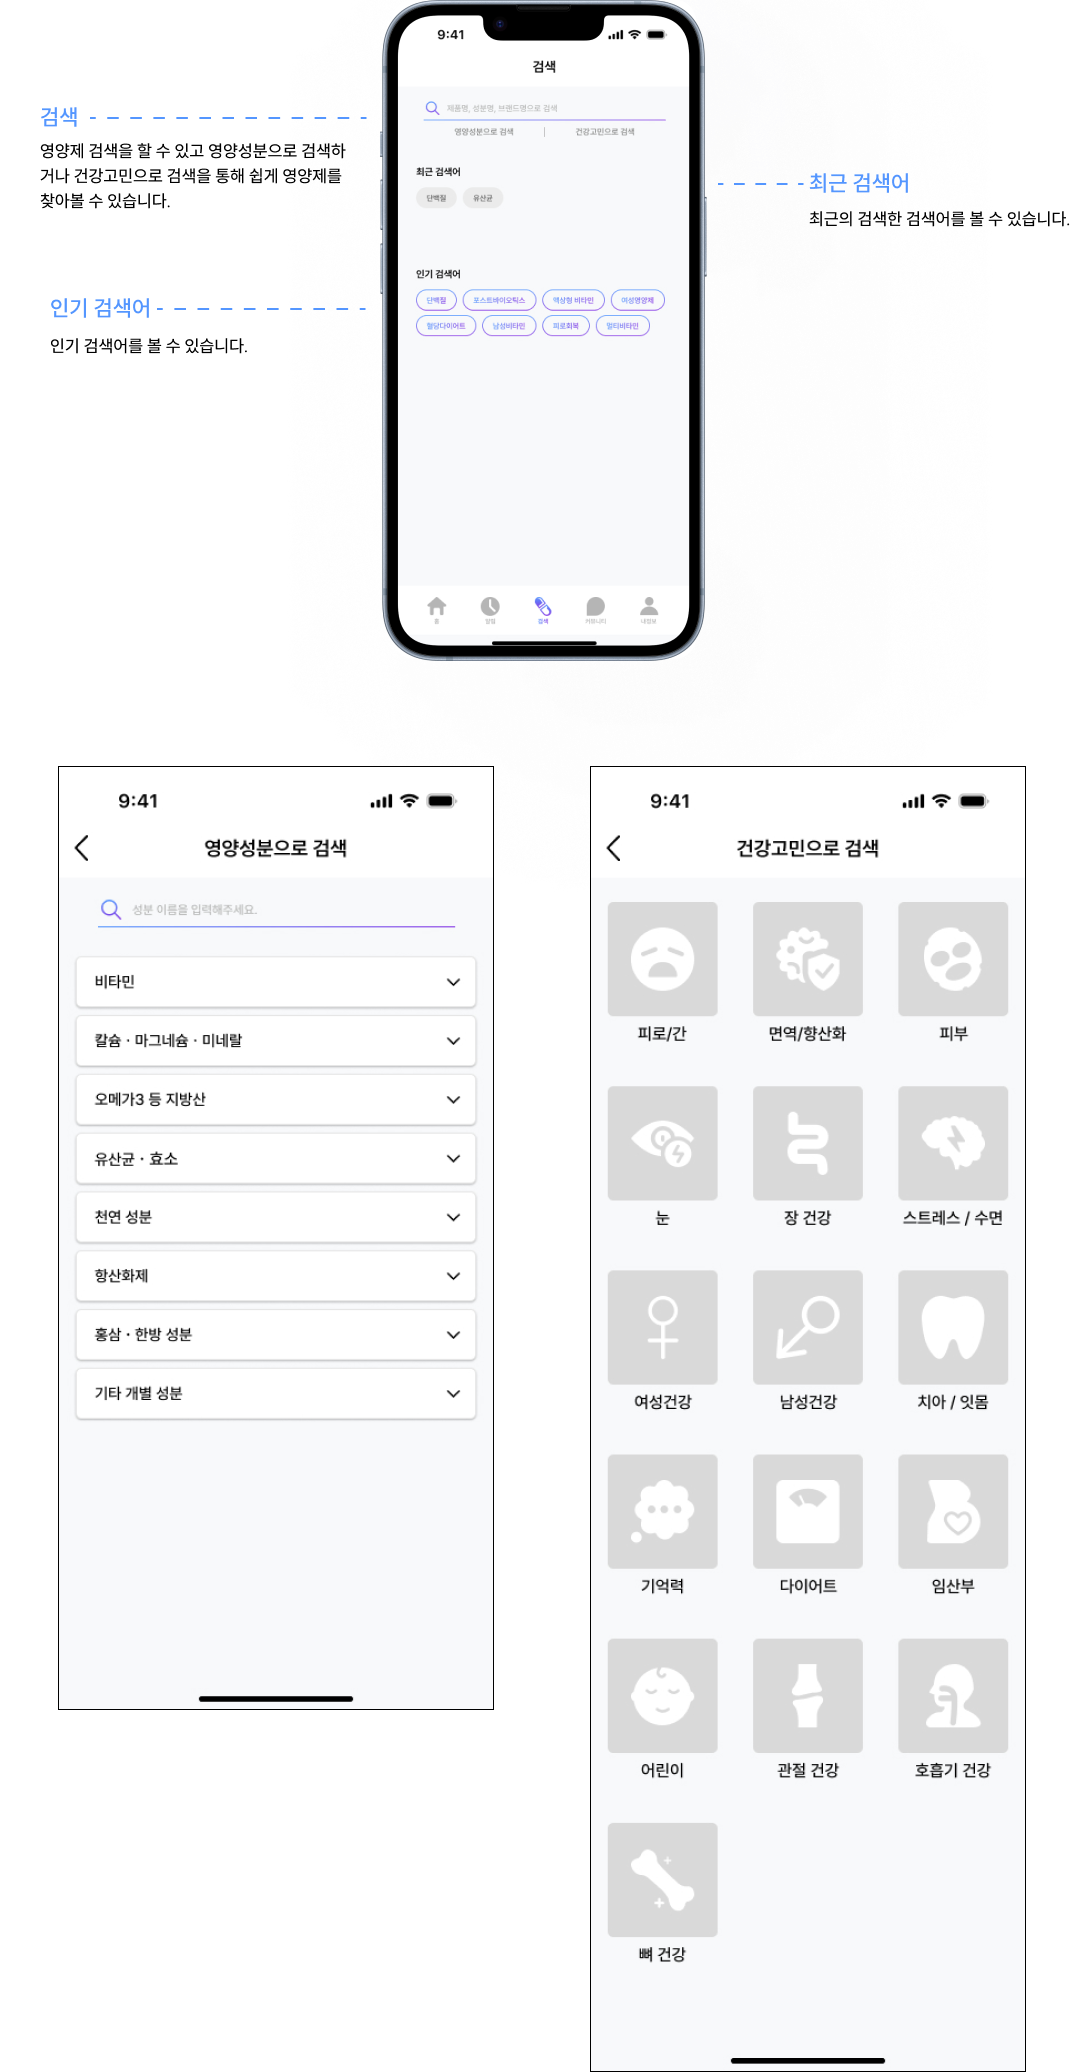 9:41
검색
제품명, 성분명, 브랜드명으로 검색
영양성분으로 검색
건강고민으로 검색
최근 검색어
단백질
유산균
인기 검색어
단백질
포스트바이오틱스
액상형 비타민
여성영양제
혈당다이어트
남성비타민
피로회복
멀티비타민
홈
알림
검색
커뮤니티
내정보
검색
영양제 검색을 할 수 있고 영양성분으로 검색하
거나 건강고민으로 검색을 통해 쉽게 영양제를
찾아볼 수 있습니다.
최근 검색어
최근의 검색한 검색어를 볼 수 있습니다.
인기 검색어
인기 검색어를 볼 수 있습니다.
9:41
영양성분으로 검색
성분 이름을 입력해주세요.
비타민
칼슘 · 마그네슘 · 미네랄
오메가3 등 지방산
유산균 · 효소
천연 성분
항산화제
홍삼 · 한방 성분
기타 개별 성분
9:41
건강고민으로 검색
피로/간
면역/향산화
피부
눈
장 건강
스트레스 / 수면
여성건강
남성건강
치아 / 잇몸
기억력
다이어트
임산부
어린이
관절 건강
호흡기 건강
뼈 건강